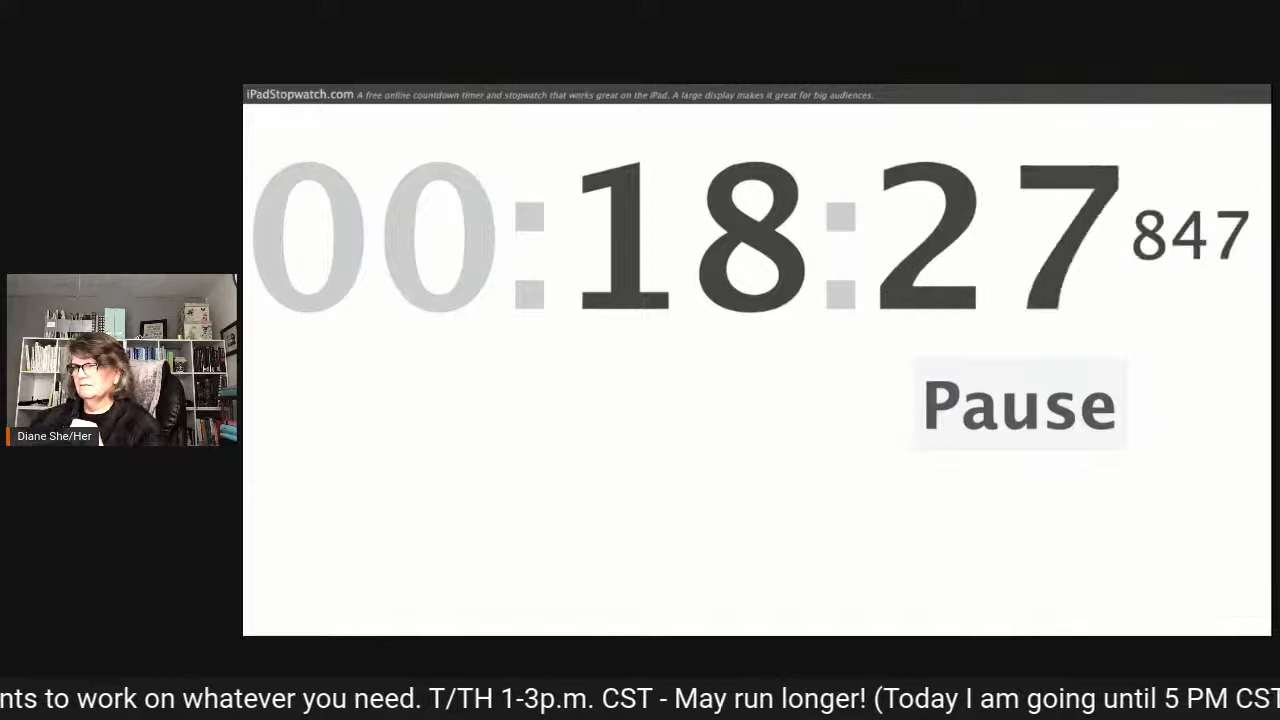 iPadStopwatch.com A free online countdown timer and stopwatch that works great on the iPad. A large display makes it great for big audiences.
00:18:27 847
Pause
Diane She/Her
nts to work on whatever you need. T/TH 1-3p.m. CST - May run longer! (Today I am going until 5 PM CST